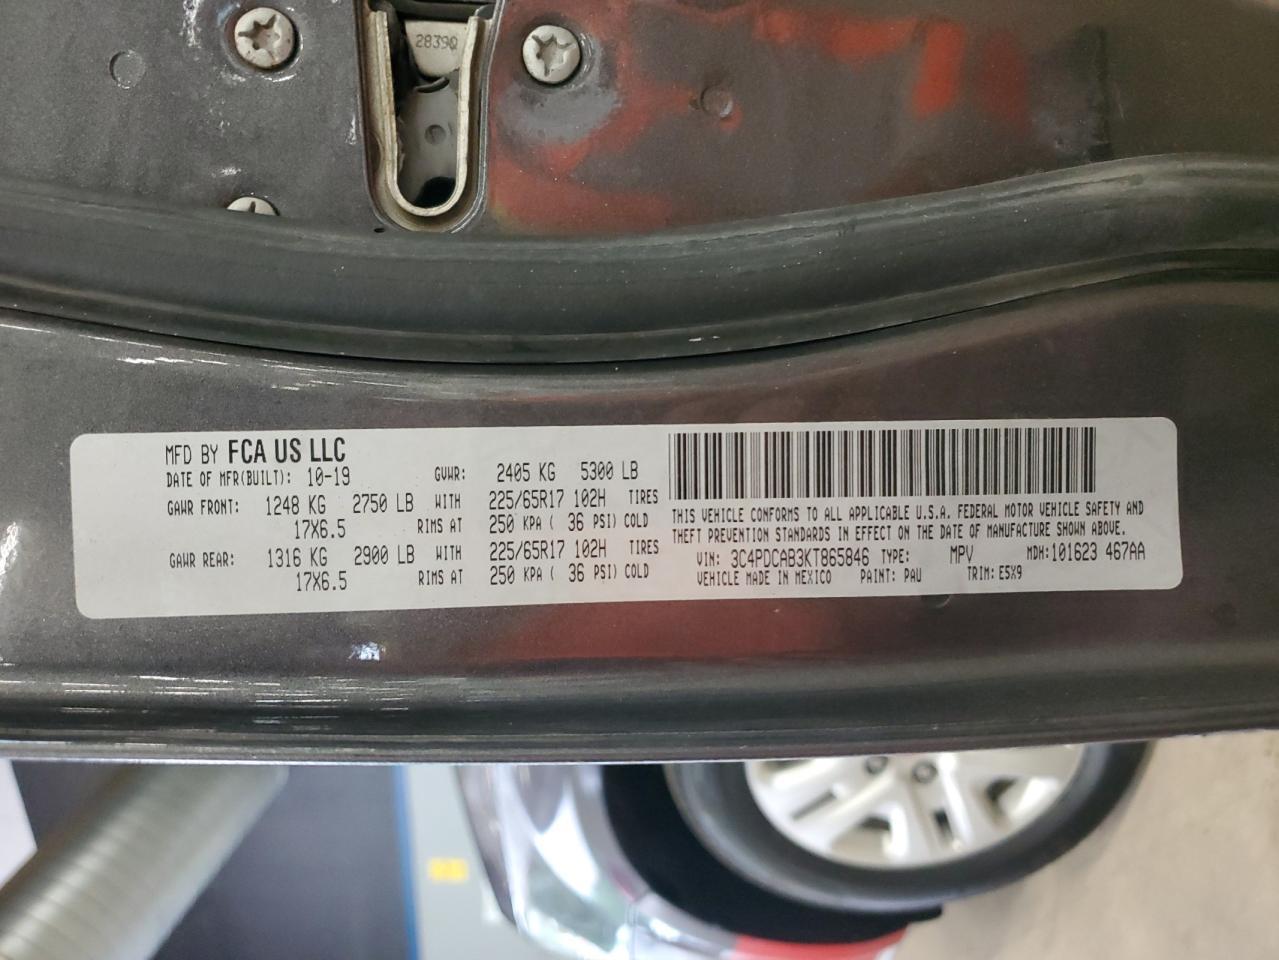 2839Q
MFD BY FCA US LLC
DATE OF MFR(BUILT): 10-19 GVWR: 2405 KG 5300 LB
GAWR FRONT: 1248 KG 2750 LB WITH 225/65R17 102H TIRES
17X6.5 RIMS AT 250 KPA ( 36 PSI) COLD
GAWR REAR: 1316 KG 2900 LB WITH 225/65R17 102H TIRES
17X6.5 RIMS AT 250 KPA ( 36 PSI) COLD
THIS VEHICLE CONFORMS TO ALL APPLICABLE U.S.A. FEDERAL MOTOR VEHICLE SAFETY AND
THEFT PREVENTION STANDARDS IN EFFECT ON THE DATE OF MANUFACTURE SHOWN ABOVE.
VIN: 3C4PDCAB3KT865846 TYPE: MPV MDH:101623 467AA
VEHICLE MADE IN MEXICO PAINT: PAU TRIM: E5X9